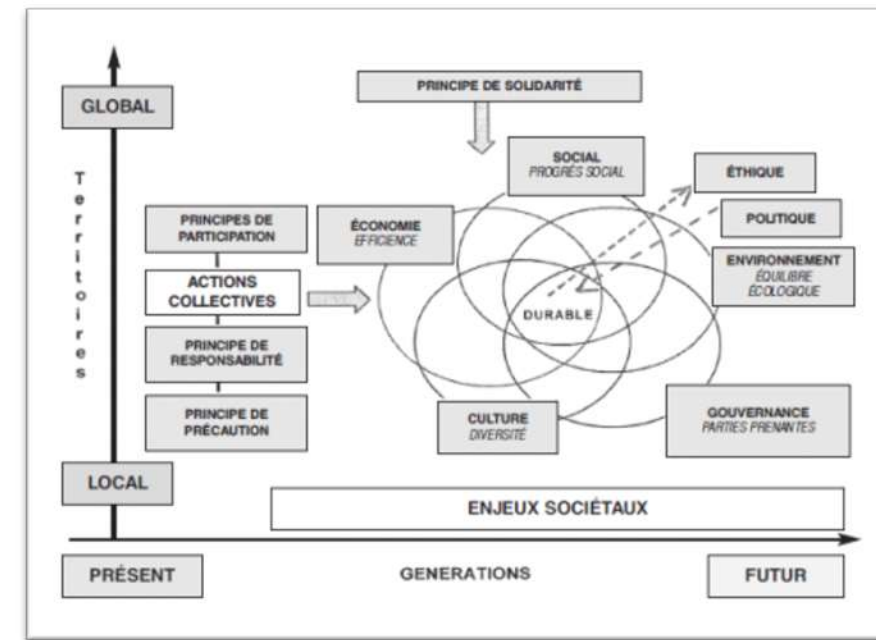 GLOBAL
PRINCIPE DE SOLIDARITÉ
SOCIAL
PROGRÈS SOCIAL
ÉTHIQUE
POLITIQUE
Territoires
PRINCIPES DE
PARTICIPATION
ÉCONOMIE
EFFICIENCE
ENVIRONNEMENT
ÉQUILIBRE
ÉCOLOGIQUE
ACTIONS
COLLECTIVES
DURABLE
PRINCIPE DE
RESPONSABILITÉ
PRINCIPE DE
PRÉCAUTION
CULTURE
DIVERSITÉ
GOUVERNANCE
PARTIES PRENANTES
LOCAL
ENJEUX SOCIÉTAUX
PRÉSENT
GENERATIONS
FUTUR